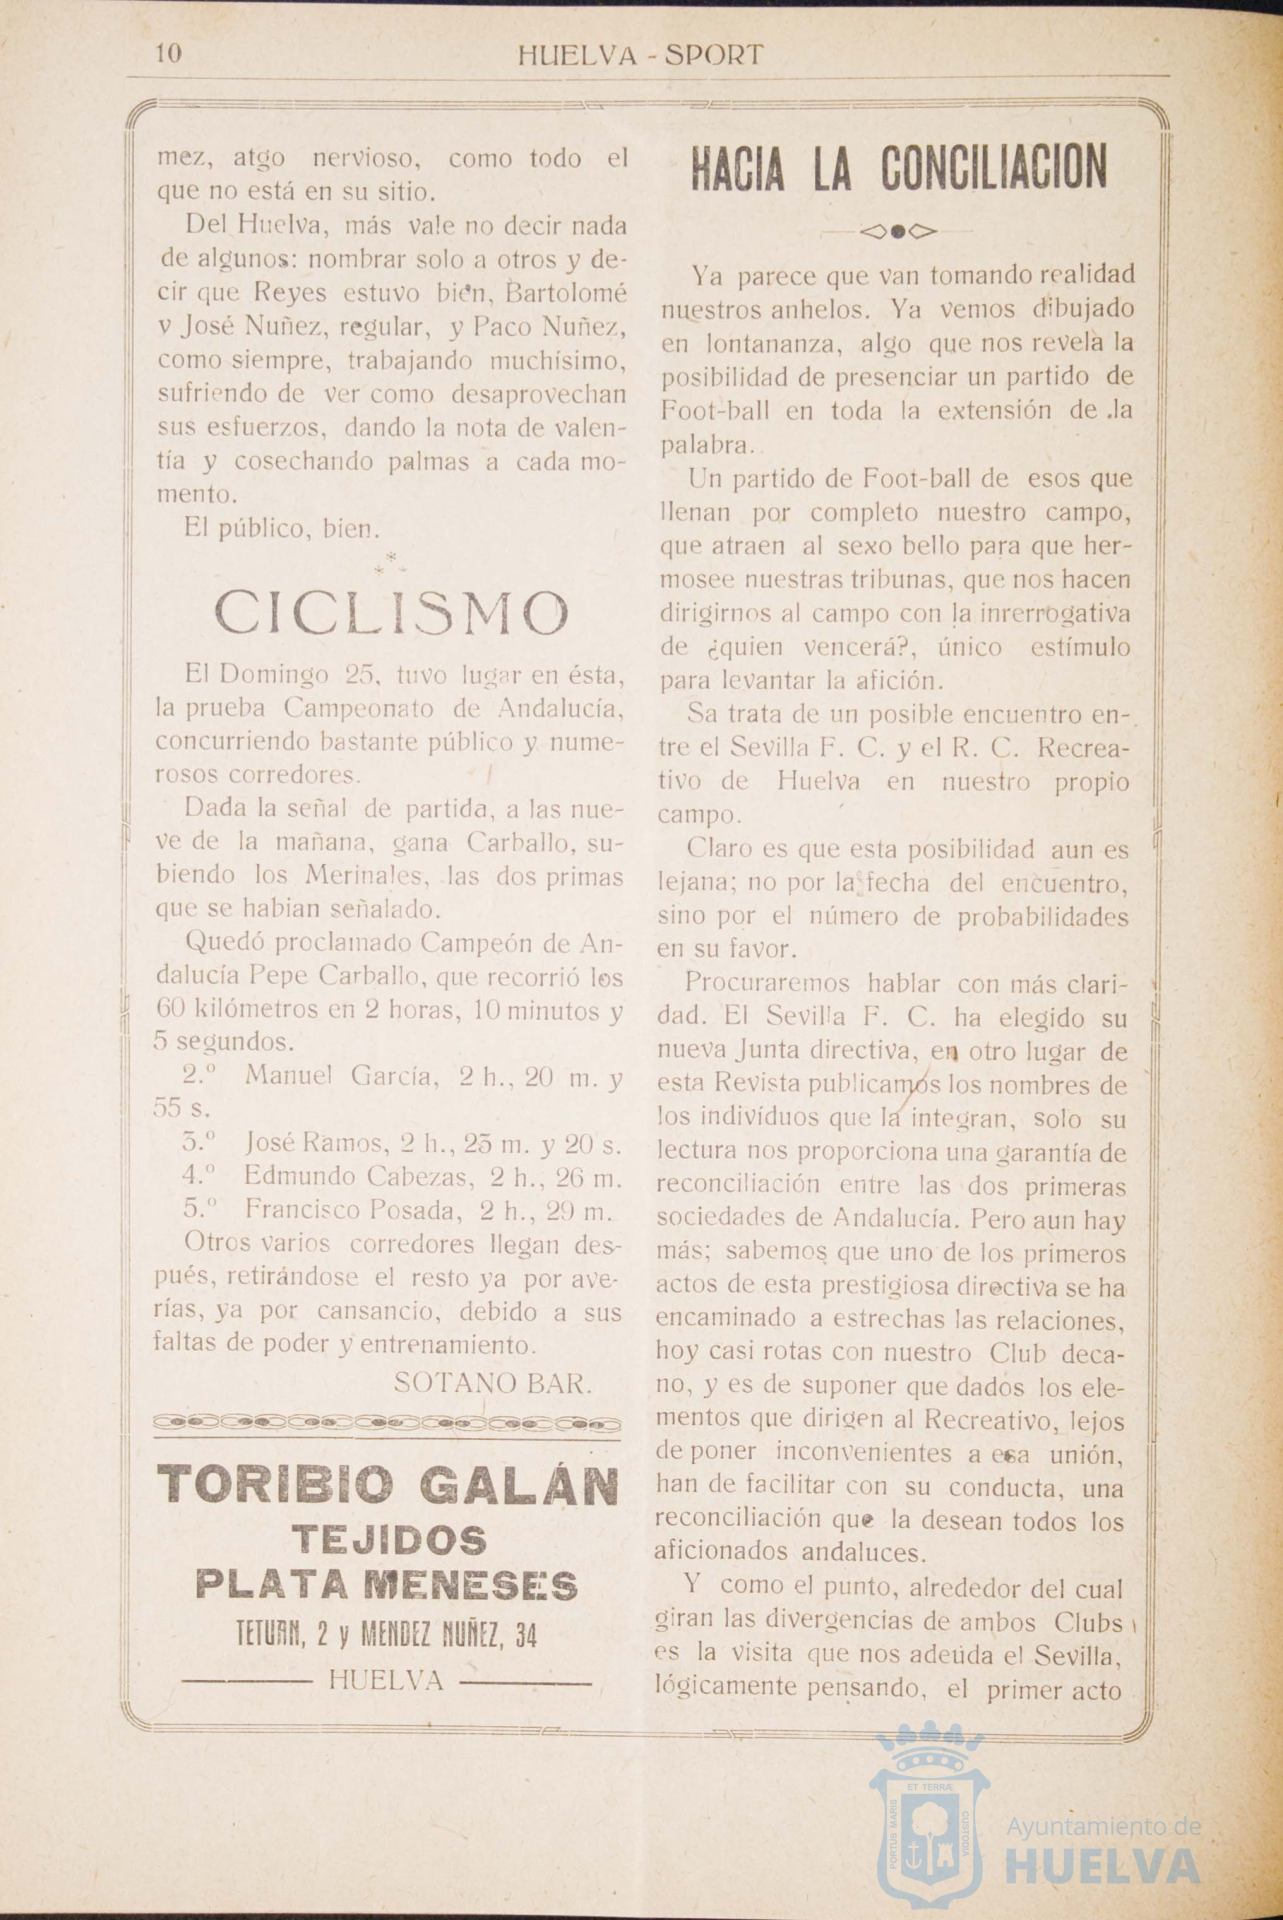 10
HUELVA - SPORT
mez, atgo nervioso, como todo el
que no está en su sitio.
Del Huelva, más vale no decir nada
de algunos: nombrar solo a otros y de-
cir que Reyes estuvo bien, Bartolomé
v José Nuñez, regular, y Paco Nuñez,
como siempre, trabajando muchísimo,
sufriendo de ver como desaprovechan
sus esfuerzos, dando la nota de valen-
tía y cosechando palmas a cada mo-
mento.
El público, bien.
CICLISMO
El Domingo 25, tuvo lugar en ésta,
la prueba Campeonato de Andalucía,
concurriendo bastante público y nume-
rosos corredores.
Dada la señal de partida, a las nue-
ve de la mañana, gana Carballo, su-
biendo los Merinales, las dos primas
que se habian señalado.
Quedó proclamado Campeón de An-
dalucía Pepe Carballo, que recorrió los
60 kilómetros en 2 horas, 10 minutos y
5 segundos.
2.º Manuel García, 2 h., 20 m. y
55 s.
3.º José Ramos, 2 h., 23 m. y 20 s.
4.º Edmundo Cabezas, 2 h., 26 m.
5.º Francisco Posada, 2 h., 29 m.
Otros varios corredores llegan des-
pués, retirándose el resto ya por ave-
rías, ya por cansancio, debido a sus
faltas de poder y entrenamiento.
SOTANO BAR.
TORIBIO GALÁN
TEJIDOS
PLATA MENESES
TETUAN, 2 y MENDEZ NUÑEZ, 34
HUELVA
HACIA LA CONCILIACION
Ya parece que van tomando realidad
nuestros anhelos. Ya vemos dibujado
en lontananza, algo que nos revela la
posibilidad de presenciar un partido de
Foot-ball en toda la extensión de .la
palabra.
Un partido de Foot-ball de esos que
llenan por completo nuestro campo,
que atraen al sexo bello para que her-
mosee nuestras tribunas, que nos hacen
dirigirnos al campo con la inrerrogativa
de ¿quien vencerá?, único estímulo
para levantar la afición.
Sa trata de un posible encuentro en-
tre el Sevilla F. C. y el R. C. Recrea-
tivo de Huelva en nuestro propio
campo.
Claro es que esta posibilidad aun es
lejana; no por la fecha del encuentro,
sino por el número de probabilidades
en su favor.
Procuraremos hablar con más clari-
dad. El Sevilla F. C. ha elegido su
nueva Junta directiva, en otro lugar de
esta Revista publicamos los nombres de
los indivíduos que la integran, solo su
lectura nos proporciona una garantía de
reconciliación entre las dos primeras
sociedades de Andalucía. Pero aun hay
más; sabemos que uno de los primeros
actos de esta prestigiosa directiva se ha
encaminado a estrechas las relaciones,
hoy casi rotas con nuestro Club deca-
no, y es de suponer que dados los ele-
mentos que dirigen al Recreativo, lejos
de poner inconvenientes a esa unión,
han de facilitar con su conducta, una
reconciliación que la desean todos los
aficionados andaluces.
Y como el punto, alrededor del cual
giran las divergencias de ambos Clubs
es la visita que nos adeuda el Sevilla,
lógicamente pensando, el primer acto
ET TERRÆ
PORTUS MARIS
CUSTODIA
Ayuntamiento de
HUELVA